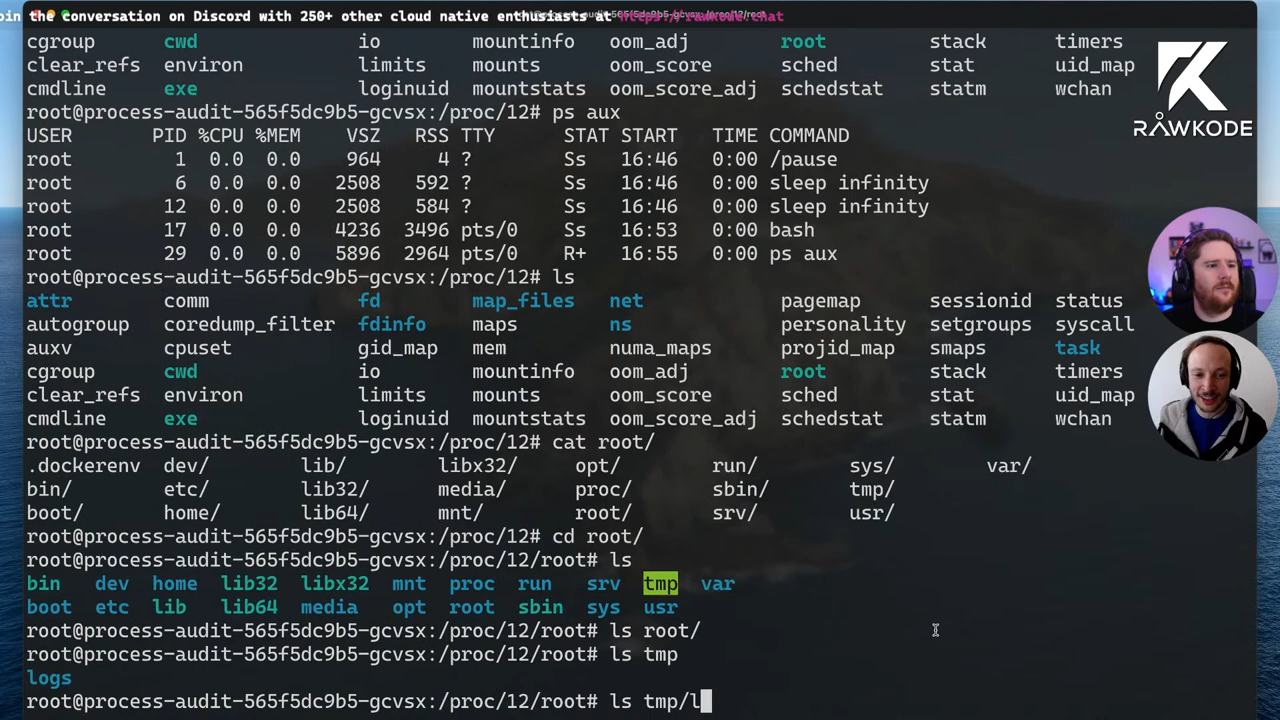 oin the conversation on Discord with 250+ other cloud native enthusiasts at https://rawkode.chat
cgroup cwd io mountinfo oom_adj root stack timers
clear_refs environ limits mounts oom_score sched stat uid_map
cmdline exe loginuid mountstats oom_score_adj schedstat statm wchan
root@process-audit-565f5dc9b5-gcvsx:/proc/12# ps aux
USER PID %CPU %MEM VSZ RSS TTY STAT START TIME COMMAND
root 1 0.0 0.0 964 4 ? Ss 16:46 0:00 /pause
root 6 0.0 0.0 2508 592 ? Ss 16:46 0:00 sleep infinity
root 12 0.0 0.0 2508 584 ? Ss 16:46 0:00 sleep infinity
root 17 0.0 0.0 4236 3496 pts/0 Ss 16:53 0:00 bash
root 29 0.0 0.0 5896 2964 pts/0 R+ 16:55 0:00 ps aux
root@process-audit-565f5dc9b5-gcvsx:/proc/12# ls
attr comm fd map_files net pagemap sessionid status
autogroup coredump_filter fdinfo maps ns personality setgroups syscall
auxv cpuset gid_map mem numa_maps projid_map smaps task
cgroup cwd io mountinfo oom_adj root stack timers
clear_refs environ limits mounts oom_score sched stat uid_map
cmdline exe loginuid mountstats oom_score_adj schedstat statm wchan
root@process-audit-565f5dc9b5-gcvsx:/proc/12# cat root/
.dockerenv dev/ lib/ libx32/ opt/ run/ sys/ var/
bin/ etc/ lib32/ media/ proc/ sbin/ tmp/
boot/ home/ lib64/ mnt/ root/ srv/ usr/
root@process-audit-565f5dc9b5-gcvsx:/proc/12# cd root/
root@process-audit-565f5dc9b5-gcvsx:/proc/12/root# ls
bin dev home lib32 libx32 mnt proc run srv tmp var
boot etc lib lib64 media opt root sbin sys usr
root@process-audit-565f5dc9b5-gcvsx:/proc/12/root# ls root/
root@process-audit-565f5dc9b5-gcvsx:/proc/12/root# ls tmp
logs
root@process-audit-565f5dc9b5-gcvsx:/proc/12/root# ls tmp/l
RAWKODE